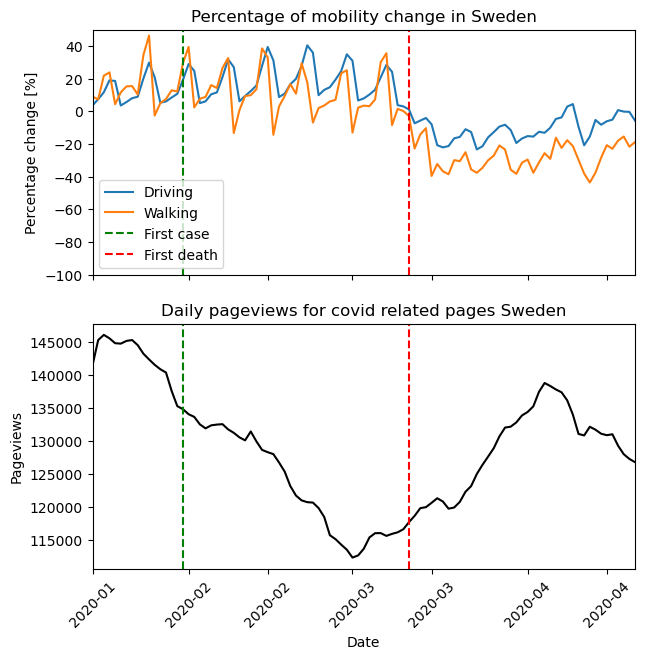 Percentage of mobility change in Sweden
Percentage change [%]
40
20
0
−20
−40
−60
−80
−100
Driving
Walking
First case
First death
Daily pageviews for covid related pages Sweden
Pageviews
145000
140000
135000
130000
125000
120000
115000
2020-01
2020-02
2020-02
2020-03
2020-03
2020-04
2020-04
Date